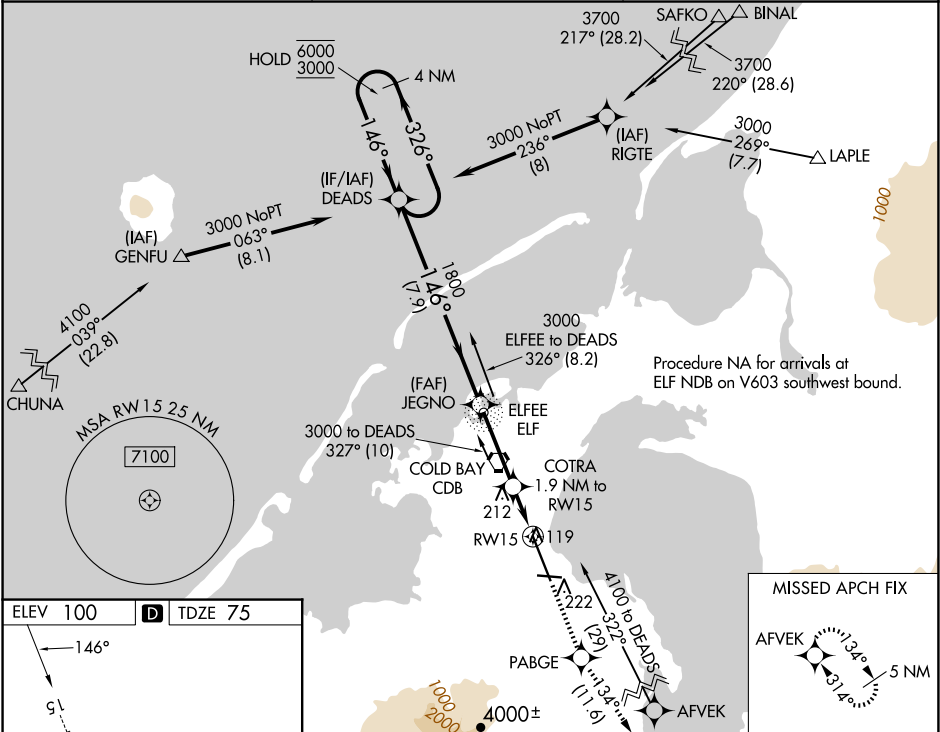 SAFKO
BINAL
3700
217° (28.2)
3700
220° (28.6)
HOLD 6000
3000
4 NM
146°
326°
3000 NoPT
236°
(8)
(IAF)
RIGTE
3000
269°
(7.7)
LAPLE
(IF/IAF)
DEADS
1000
3000 NoPT
063°
(8.1)
(IAF)
GENFU
1800
146°
(7.9)
4100
039°
(22.8)
CHUNA
3000
ELFEE to DEADS
326° (8.2)
Procedure NA for arrivals at
ELF NDB on V603 southwest bound.
(FAF)
JEGNO
ELFEE
ELF
MSA RW15 25 NM
7100
3000 to DEADS
327° (10)
COLD BAY
CDB
COTRA
1.9 NM to
RW15
212
RW15
119
222
4100 to DEADS
322°
(29)
PABGE
134°
(11.6)
AFVEK
1000
2000
4000±
ELEV 100
D
TDZE 75
146°
15
MISSED APCH FIX
AFVEK
134°
314°
5 NM